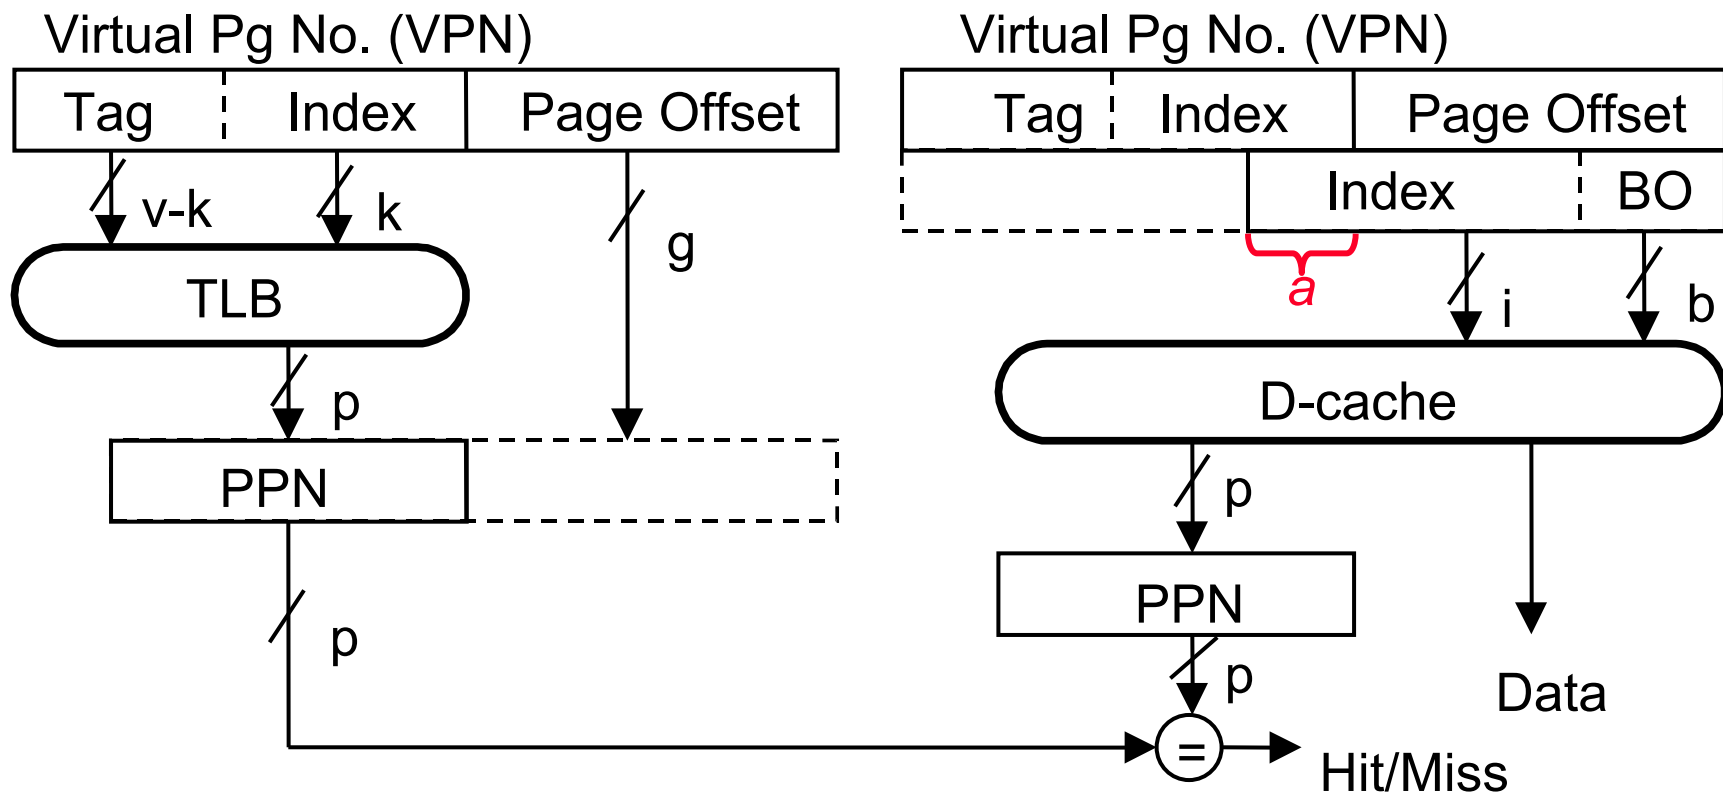 Virtual Pg No. (VPN)
Tag Index Page Offset
v-k k g
TLB
p
PPN
p
Virtual Pg No. (VPN)
Tag Index Page Offset
Index BO
a
i b
D-cache
p
PPN
p
Data
=
Hit/Miss